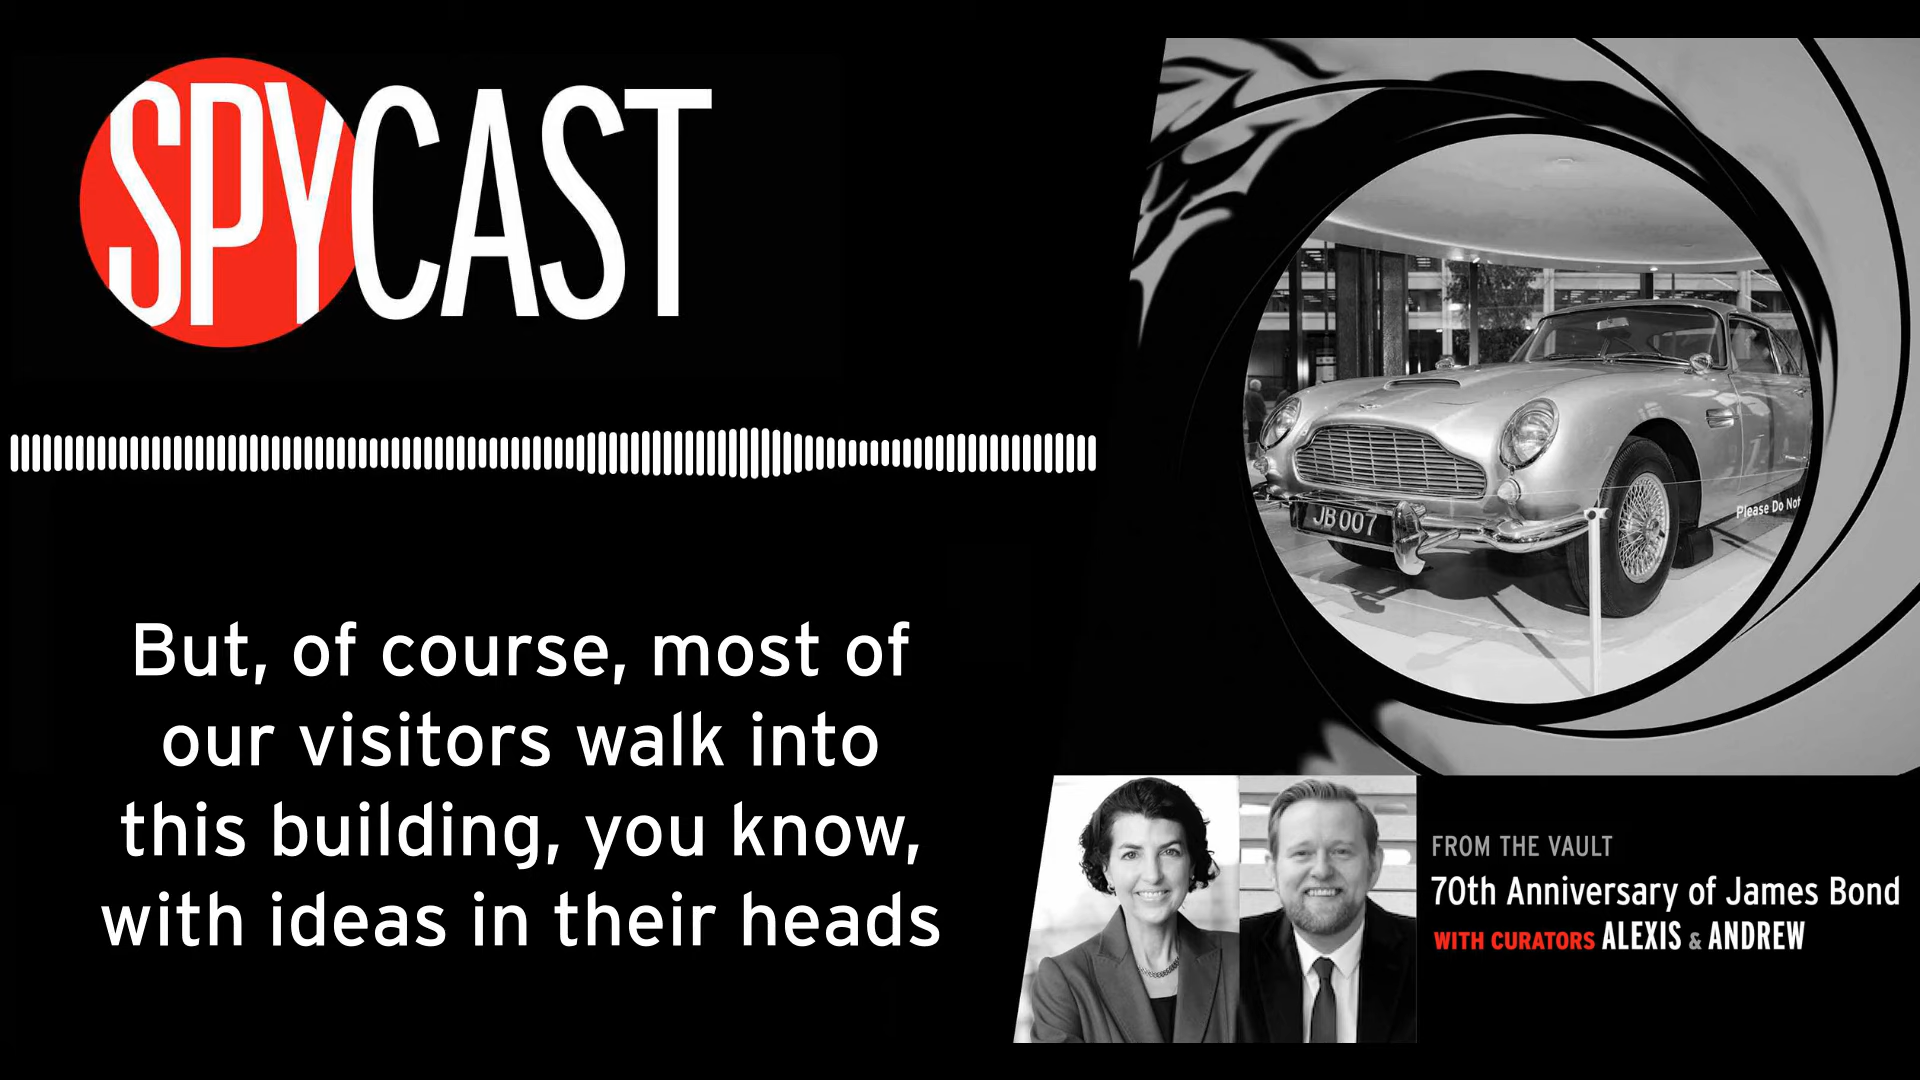 SPYCAST
But, of course, most of
our visitors walk into
this building, you know,
with ideas in their heads
JB 007
Please Do Not
FROM THE VAULT
70th Anniversary of James Bond
WITH CURATORS ALEXIS & ANDREW